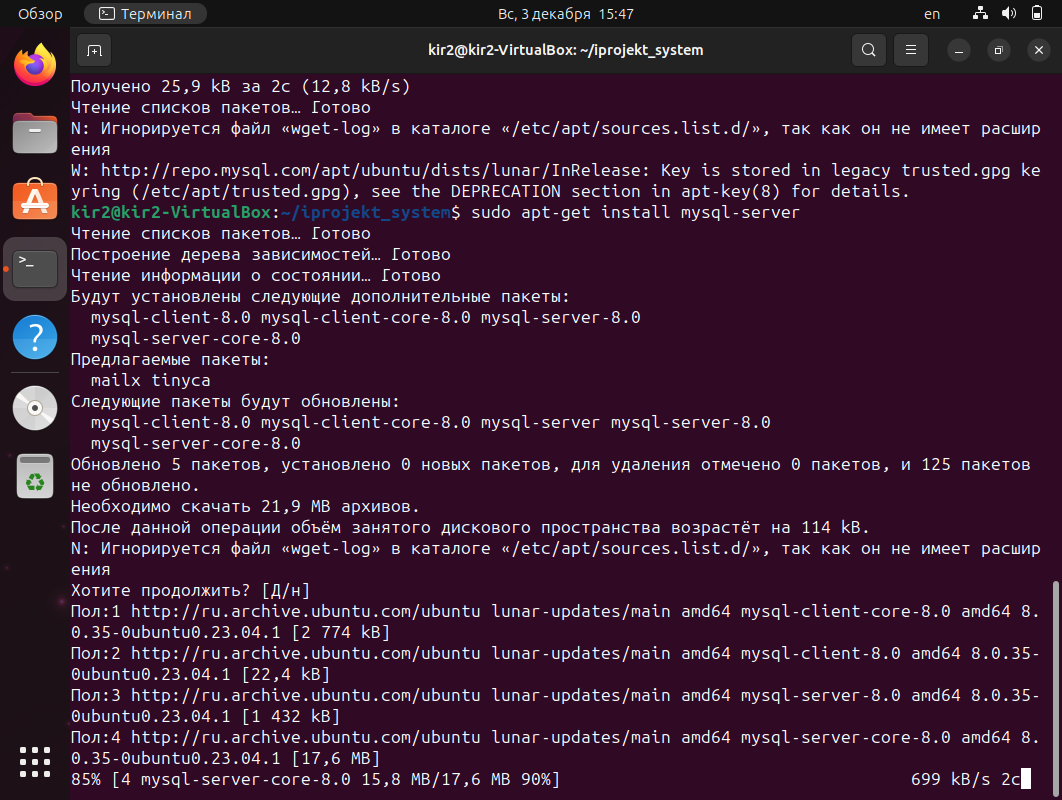 Обзор
Терминал
Вс, 3 декабря 15:47
en
kir2@kir2-VirtualBox: ~/iprojekt_system
Получено 25,9 kB за 2с (12,8 kB/s)
Чтение списков пакетов… Готово
N: Игнорируется файл «wget-log» в каталоге «/etc/apt/sources.list.d/», так как он не имеет расшир
ения
W: http://repo.mysql.com/apt/ubuntu/dists/lunar/InRelease: Key is stored in legacy trusted.gpg ke
yring (/etc/apt/trusted.gpg), see the DEPRECATION section in apt-key(8) for details.
kir2@kir2-VirtualBox:~/iprojekt_system$ sudo apt-get install mysql-server
Чтение списков пакетов… Готово
Построение дерева зависимостей… Готово
Чтение информации о состоянии… Готово
Будут установлены следующие дополнительные пакеты:
mysql-client-8.0 mysql-client-core-8.0 mysql-server-8.0
mysql-server-core-8.0
Предлагаемые пакеты:
mailx tinyca
Следующие пакеты будут обновлены:
mysql-client-8.0 mysql-client-core-8.0 mysql-server mysql-server-8.0
mysql-server-core-8.0
Обновлено 5 пакетов, установлено 0 новых пакетов, для удаления отмечено 0 пакетов, и 125 пакетов
не обновлено.
Необходимо скачать 21,9 MB архивов.
После данной операции объём занятого дискового пространства возрастёт на 114 kB.
N: Игнорируется файл «wget-log» в каталоге «/etc/apt/sources.list.d/», так как он не имеет расшир
ения
Хотите продолжить? [Д/н]
Пол:1 http://ru.archive.ubuntu.com/ubuntu lunar-updates/main amd64 mysql-client-core-8.0 amd64 8.
0.35-0ubuntu0.23.04.1 [2 774 kB]
Пол:2 http://ru.archive.ubuntu.com/ubuntu lunar-updates/main amd64 mysql-client-8.0 amd64 8.0.35-
0ubuntu0.23.04.1 [22,4 kB]
Пол:3 http://ru.archive.ubuntu.com/ubuntu lunar-updates/main amd64 mysql-server-8.0 amd64 8.0.35-
0ubuntu0.23.04.1 [1 432 kB]
Пол:4 http://ru.archive.ubuntu.com/ubuntu lunar-updates/main amd64 mysql-server-core-8.0 amd64 8.
0.35-0ubuntu0.23.04.1 [17,6 MB]
85% [4 mysql-server-core-8.0 15,8 MB/17,6 MB 90%] 699 kB/s 2с